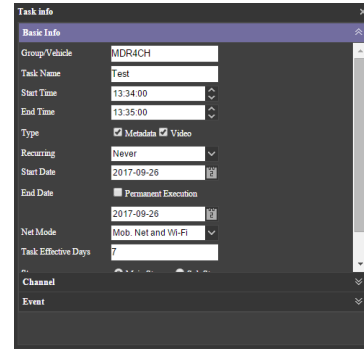 Task info
Basic Info
Group/Vehicle MDR4CH
Task Name Test
Start Time 13:34:00
End Time 13:35:00
Type Metadata Video
Recurring Never
Start Date 2017-09-26
End Date Permanent Execution
2017-09-26
Net Mode Mob. Net and Wi-Fi
Task Effective Days 7
Channel
Event